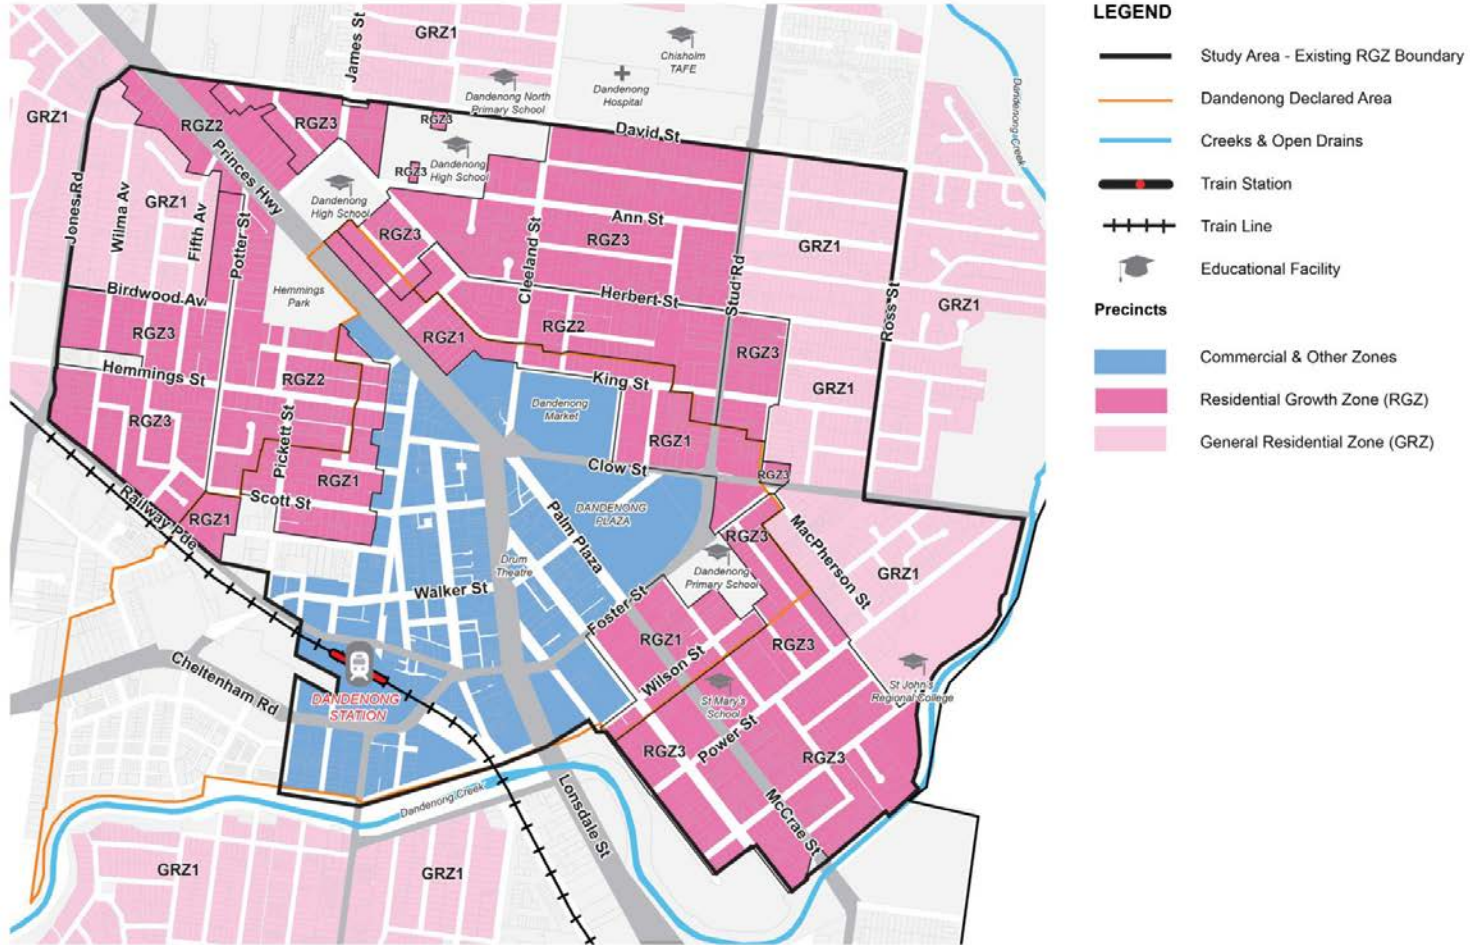 LEGEND
Study Area - Existing RGZ Boundary
Dandenong Declared Area
Creeks & Open Drains
Train Station
Train Line
Educational Facility
Precincts
Commercial & Other Zones
Residential Growth Zone (RGZ)
General Residential Zone (GRZ)
James St
GRZ1
Chisholm
TAFE
Dandenong North
Primary School
Dandenong
Hospital
Dandenong Creek
GRZ1
RGZ2
RGZ3
RGZ3
David St
Princes Hwy
Dandenong
High School
RGZ3
Dandenong
High School
Jones Rd
Wilma Av
GRZ1
Fifth Av
Potter St
RGZ3
Cleeland St
Ann St
RGZ3
Stud Rd
GRZ1
Ross St
GRZ1
Birdwood Av
Hemmings
Park
Herbert St
RGZ3
RGZ1
RGZ2
RGZ3
Hemmings St
RGZ2
King St
GRZ1
Dandenong
Market
RGZ3
Pickett St
RGZ1
Clow St
RGZ3
RGZ1
Scott St
RGZ1
Railway Pde
Palm Plaza
DANDENONG
PLAZA
RGZ3
MacPherson St
Drum
Theatre
Dandenong
Primary School
GRZ1
Walker St
Foster St
RGZ1
RGZ3
Wilson St
Cheltenham Rd
DANDENONG
STATION
St Mary's
School
St John's
Regional College
RGZ3
Power St
RGZ3
Dandenong Creek
Lonsdale St
McCrae St
GRZ1
GRZ1